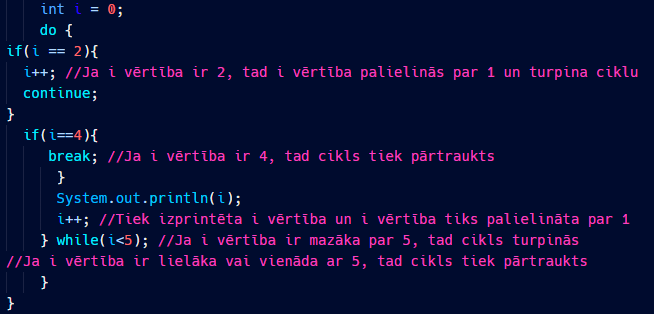 int i = 0;
do {
if(i == 2){
i++; //Ja i vērtība ir 2, tad i vērtība palielinās par 1 un turpina ciklu
continue;
}
if(i==4){
break; //Ja i vērtība ir 4, tad cikls tiek pārtraukts
}
System.out.println(i);
i++; //Tiek izprintēta i vērtība un i vērtība tiks palielināta par 1
} while(i<5); //Ja i vērtība ir mazāka par 5, tad cikls turpinās
//Ja i vērtība ir lielāka vai vienāda ar 5, tad cikls tiek pārtraukts
}
}